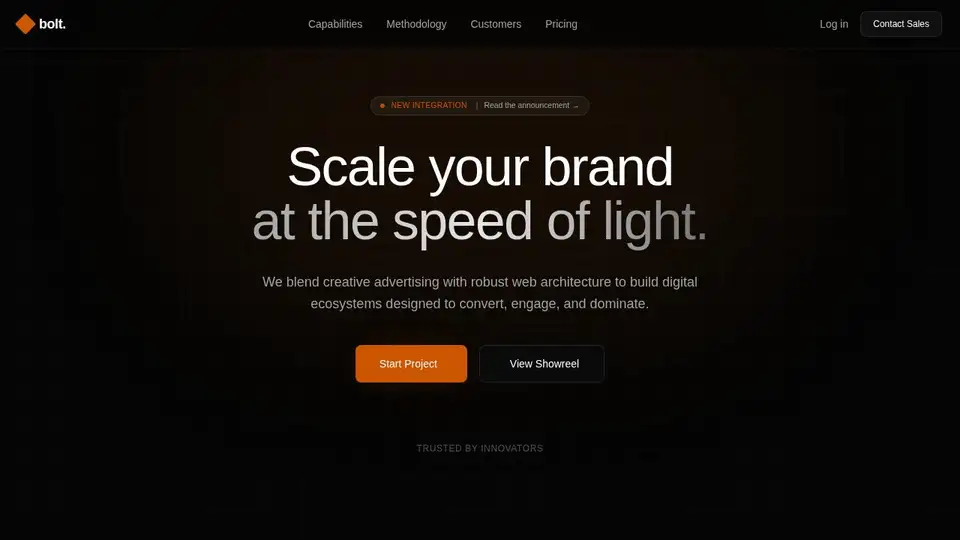 bolt.
Capabilities
Methodology
Customers
Pricing
Log in
Contact Sales
NEW INTEGRATION | Read the announcement →
Scale your brand
at the speed of light.
We blend creative advertising with robust web architecture to build digital
ecosystems designed to convert, engage, and dominate.
Start Project
View Showreel
TRUSTED BY INNOVATORS